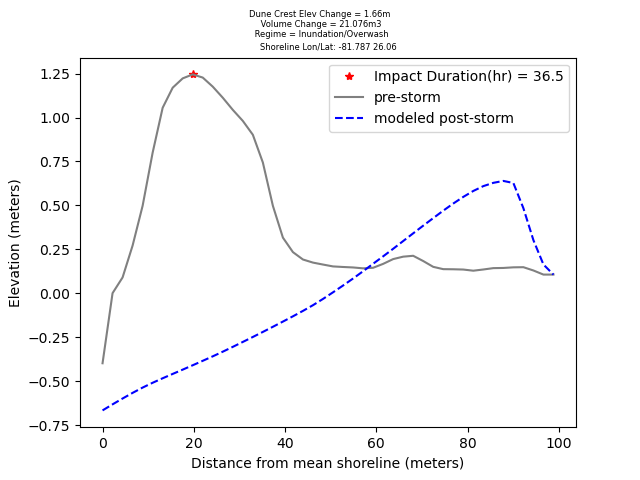 Dune Crest Elev Change = 1.66m
Volume Change = 21.076m3
Regime = Inundation/Overwash
Shoreline Lon/Lat: -81.787 26.06
Impact Duration(hr) = 36.5
pre-storm
modeled post-storm
Elevation (meters)
1.25
1.00
0.75
0.50
0.25
0.00
−0.25
−0.50
−0.75
0 20 40 60 80 100
Distance from mean shoreline (meters)